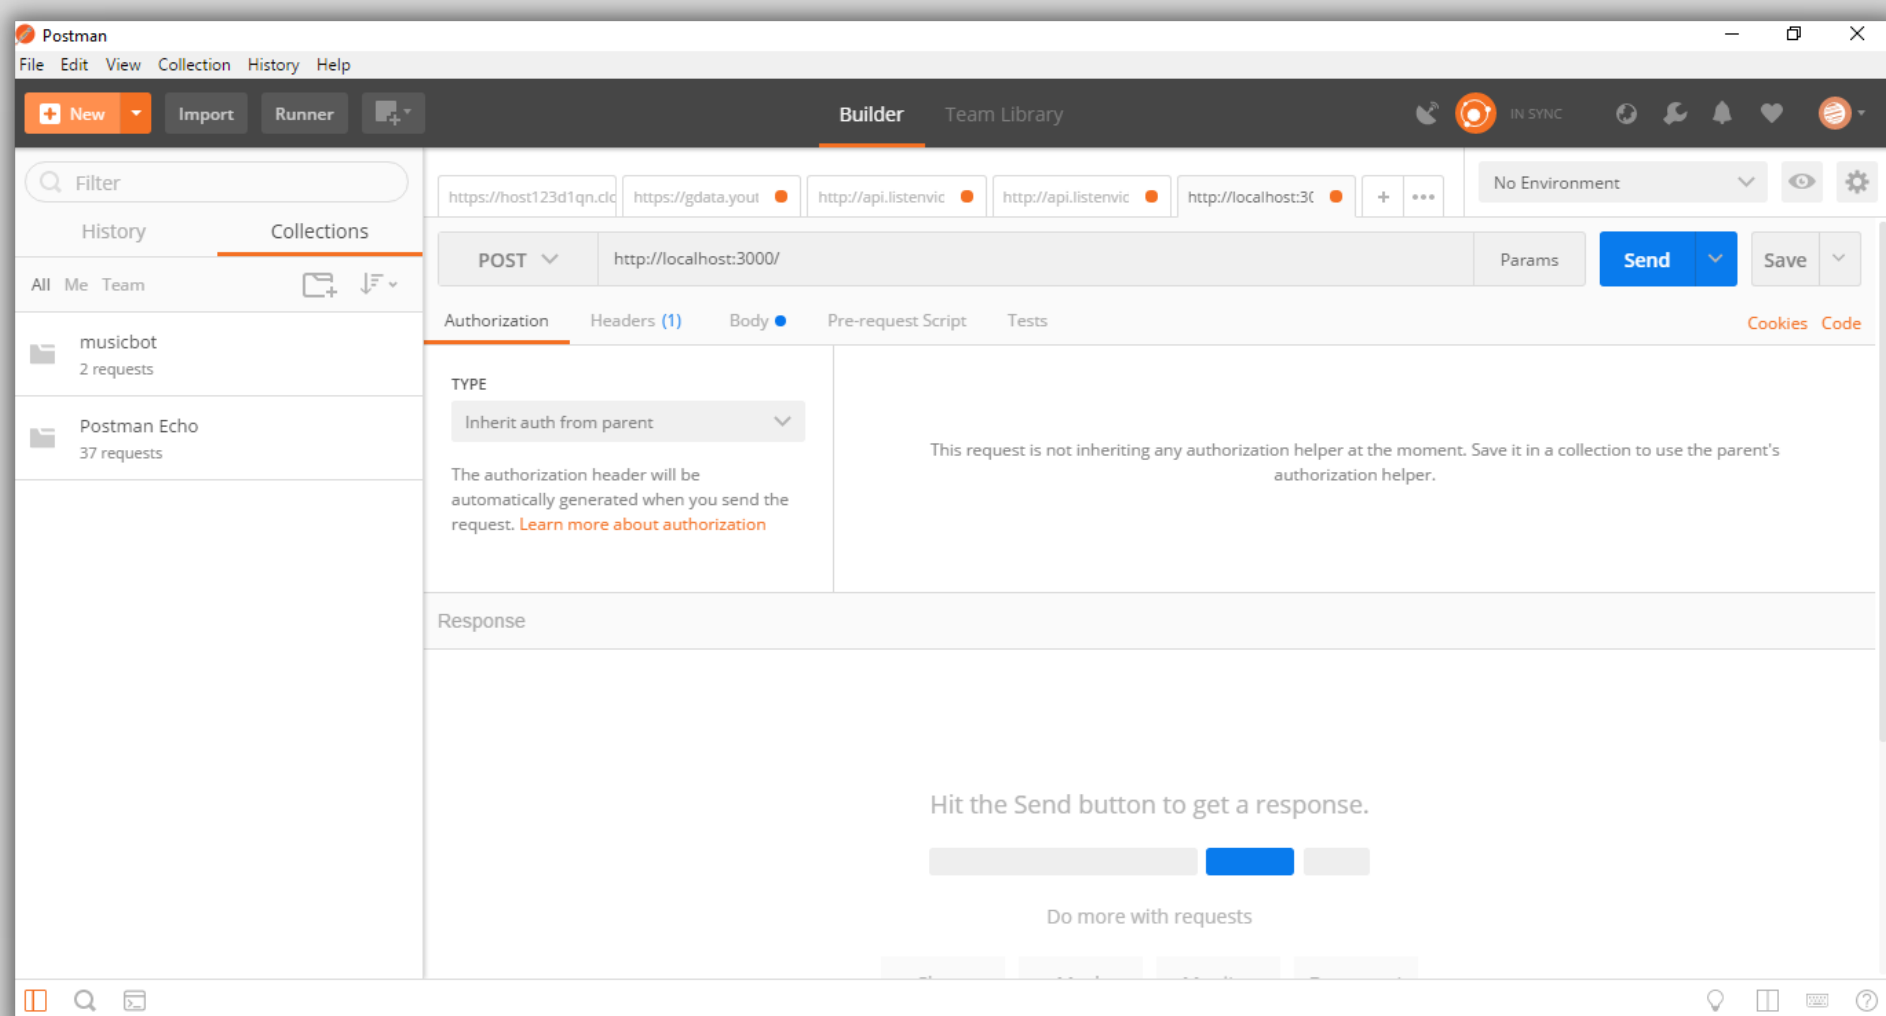 Postman
File Edit View Collection History Help
New Import Runner Builder Team Library IN SYNC
Filter
History Collections
All Me Team
musicbot
2 requests
Postman Echo
37 requests
https://host123d1qn.clc https://gdata.yout http://api.listenvic http://api.listenvic http://localhost:30 + No Environment
POST http://localhost:3000/ Params Send Save
Authorization Headers (1) Body Pre-request Script Tests Cookies Code
TYPE
Inherit auth from parent
The authorization header will be
automatically generated when you send the
request. Learn more about authorization
This request is not inheriting any authorization helper at the moment. Save it in a collection to use the parent's
authorization helper.
Response
Hit the Send button to get a response.
Do more with requests